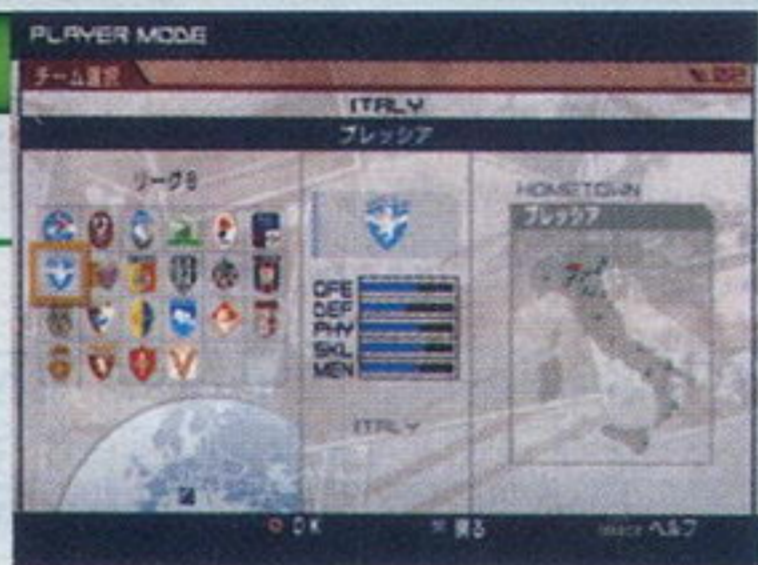 PLAYER MODE
チーム選択
ITALY
ブレッシア
リーグB
HOMETOWN
ブレッシア
OFE
DEF
PHY
SKL
MEN
ITALY
OK
戻る
ヘルプ